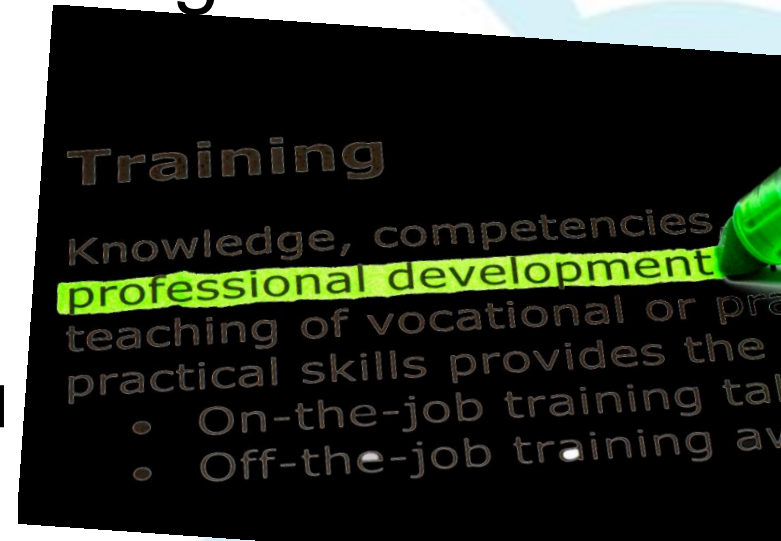 Training
Knowledge, competencies
professional development
teaching of vocational or
practical skills provides the
• On-the-job training
• Off-the-job training